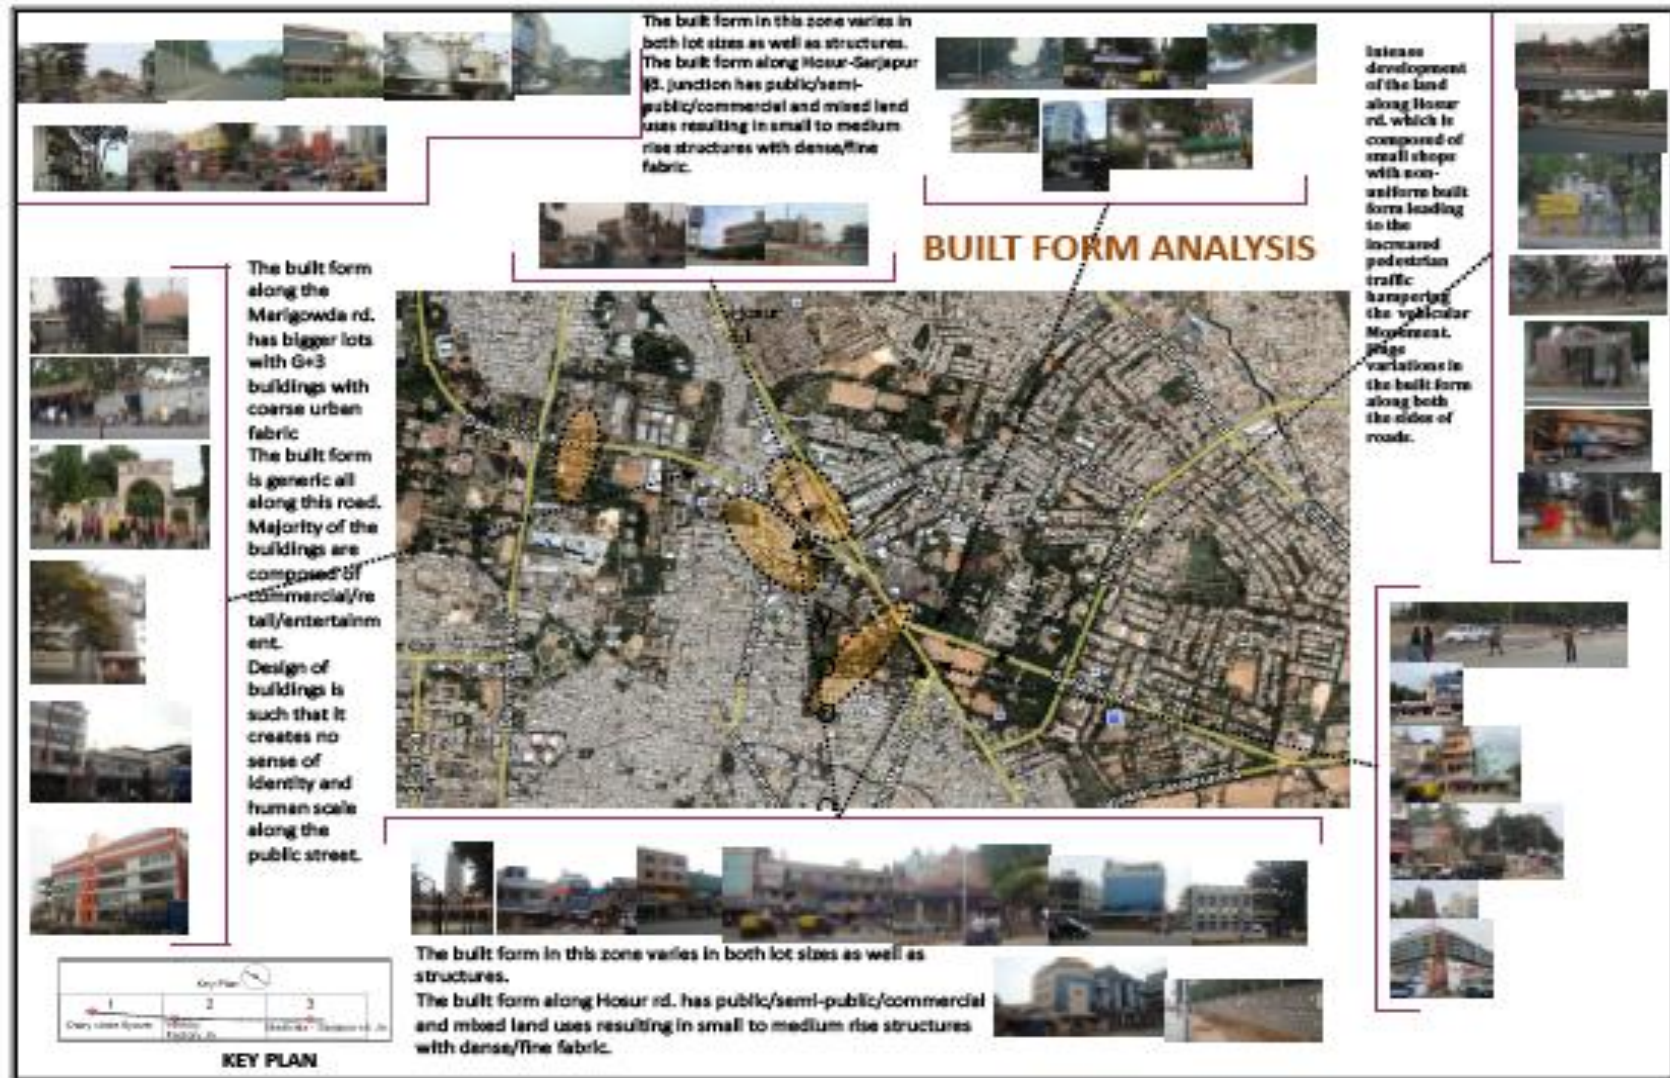 The built form in this zone varies in
both lot sizes as well as structures.
The built form along Hosur-Sarjapur
rd. junction has public/semi-
public/commercial and mixed land
uses resulting in small to medium
rise structures with dense/fine
fabric.
BUILT FORM ANALYSIS
Intense
development
of the land
along Hosur
rd. which is
composed of
small shops
with non-
uniform built
form leading
to the
increased
pedestrian
traffic
hampering
the vehicular
Movement.
Huge
variations in
the built form
along both
the sides of
roads.
The built form
along the
Marigowda rd.
has bigger lots
with G+3
buildings with
coarse urban
fabric
The built form
is generic all
along this road.
Majority of the
buildings are
composed of
commercial/re
tail/entertainm
ent.
Design of
buildings is
such that it
creates no
sense of
identity and
human scale
along the
public street.
Hosur
The built form in this zone varies in both lot sizes as well as
structures.
The built form along Hosur rd. has public/semi-public/commercial
and mixed land uses resulting in small to medium rise structures
with dense/fine fabric.
Key Plan
1 2 3
KEY PLAN